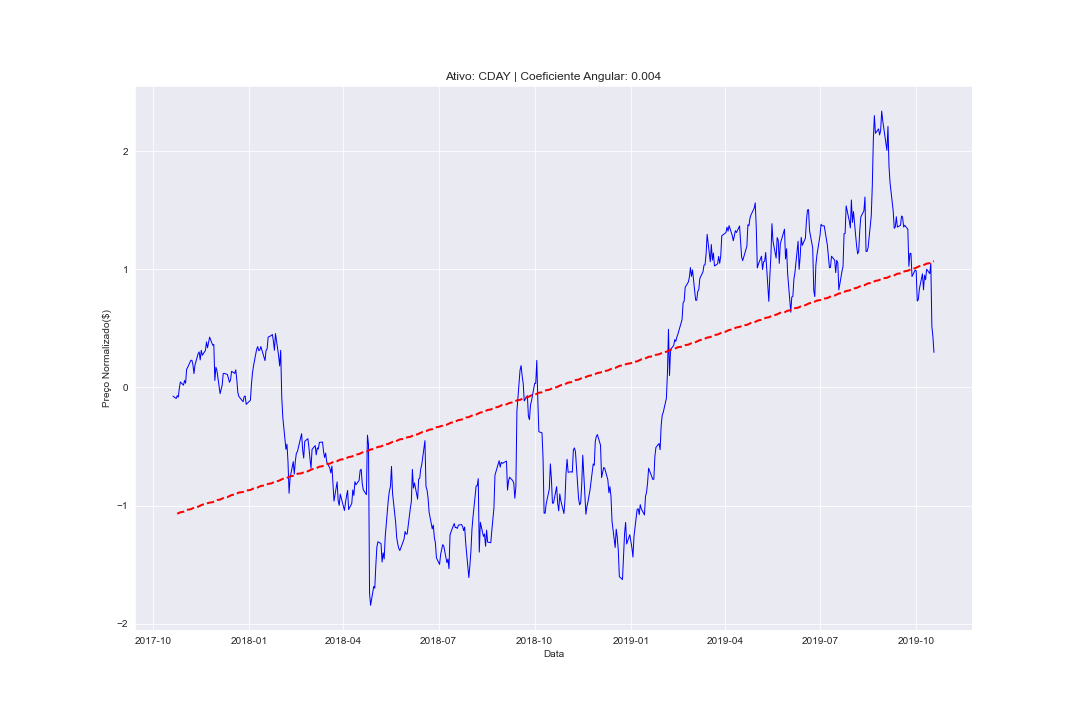 Ativo: CDAY | Coeficiente Angular: 0.004
Preço Normalizado($)
2
1
0
−1
−2
2017-10 2018-01 2018-04 2018-07 2018-10 2019-01 2019-04 2019-07 2019-10
Data